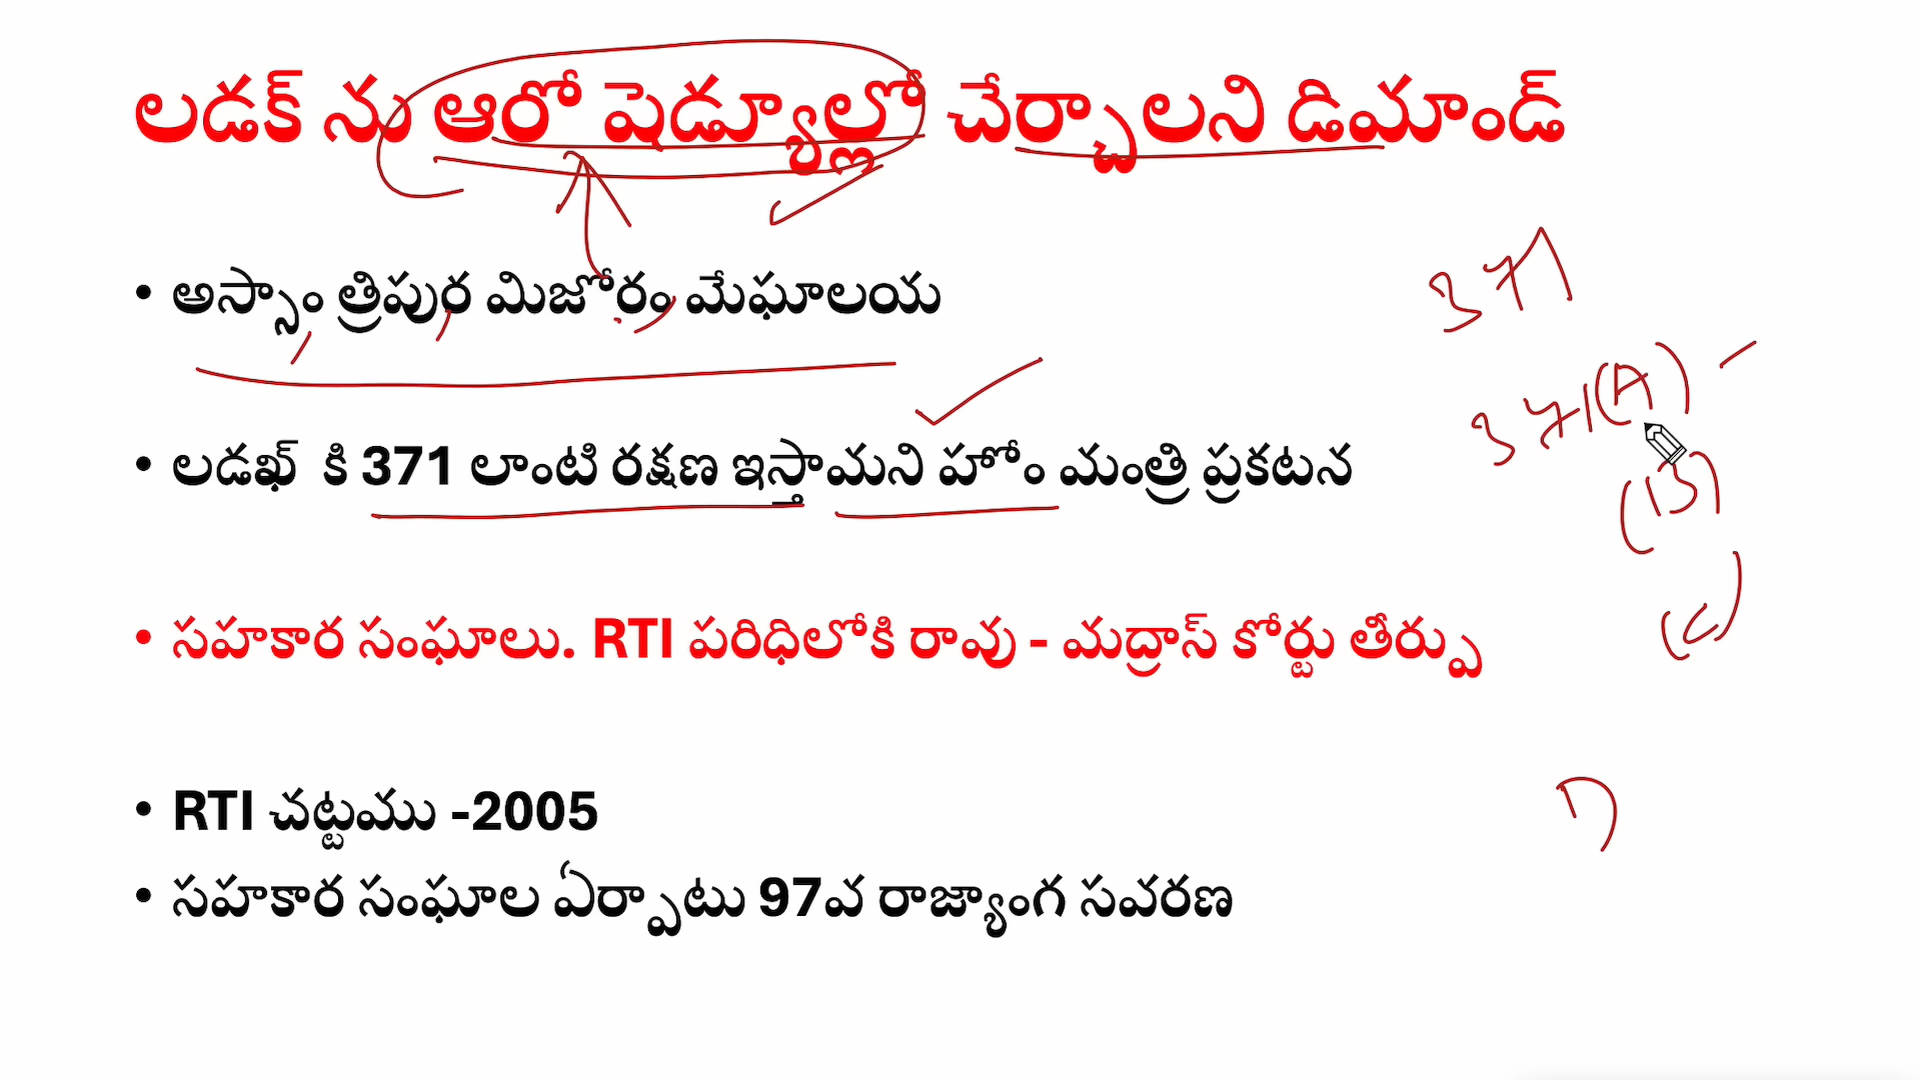 లడక్ ను ఆరో షెడ్యూల్లో చేర్చాలని డిమాండ్
• అస్సాం త్రిపుర మిజోరం మేఘాలయ
371
371(A) -
• లడఖ్ కి 371 లాంటి రక్షణ ఇస్తామని హోం మంత్రి ప్రకటన
(B)
(C)
• సహకార సంఘాలు. RTI పరిధిలోకి రావు - మద్రాస్ కోర్టు తీర్పు
• RTI చట్టము -2005
• సహకార సంఘాల ఏర్పాటు 97వ రాజ్యాంగ సవరణ